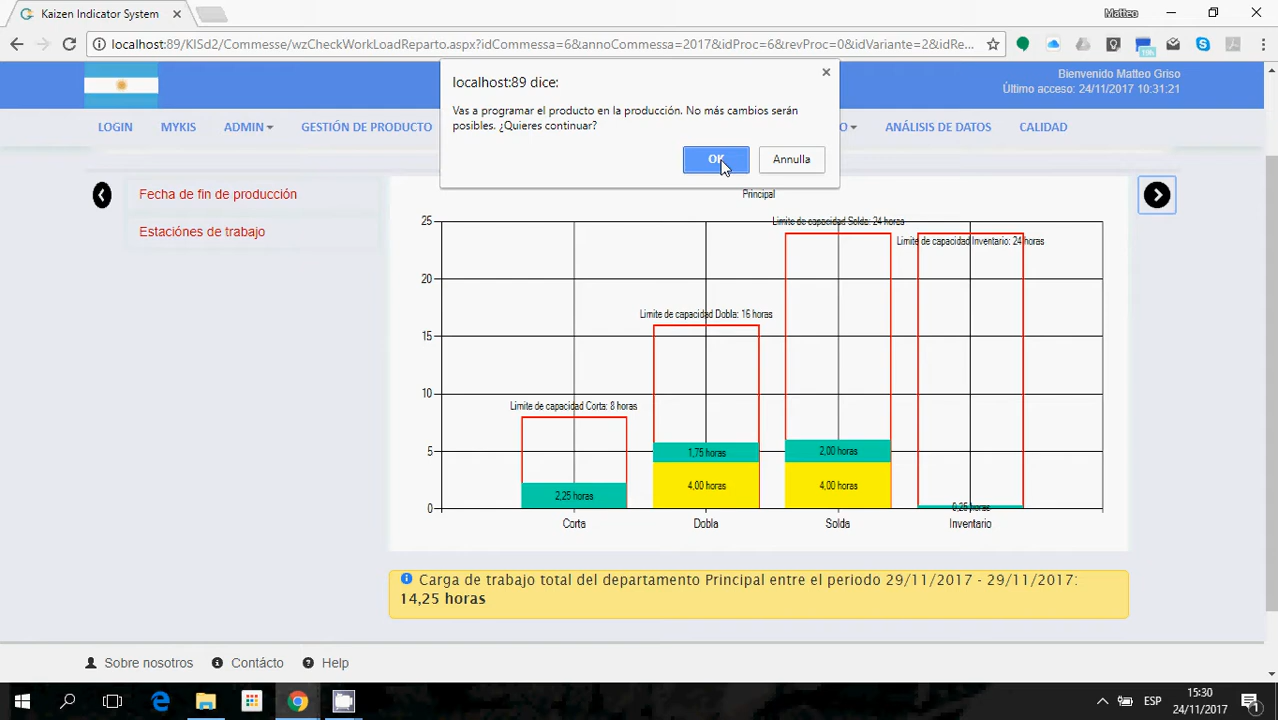 Kaizen Indicator System
Matteo
localhost:89/KISd2/Commesse/wzCheckWorkLoadReparto.aspx?idCommessa=6&annoCommessa=2017&idProc=6&revProc=0&idVariante=2&idRe...
19h
Bienvenido Matteo Griso
Último acceso: 24/11/2017 10:31:21
localhost:89 dice:
Vas a programar el producto en la producción. No más cambios serán
posibles. ¿Quieres continuar?
OK
Annulla
LOGIN
MYKIS
ADMIN
GESTIÓN DE PRODUCTO
O
ANÁLISIS DE DATOS
CALIDAD
Fecha de fin de producción
Estaciónes de trabajo
Principal
25
20
15
10
5
0
Limite de capacidad Corta: 8 horas
Limite de capacidad Dobla: 16 horas
Limite de capacidad Solda: 24 horas
Limite de capacidad Inventario: 24 horas
2,25 horas
1,75 horas
4,00 horas
2,00 horas
4,00 horas
0,25 horas
Corta
Dobla
Solda
Inventario
Carga de trabajo total del departamento Principal entre el periodo 29/11/2017 - 29/11/2017:
14,25 horas
Sobre nosotros
Contácto
Help
ESP
15:30
24/11/2017
1